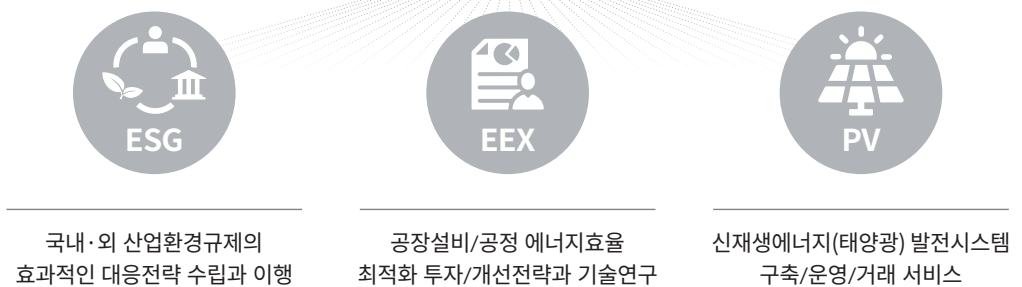 ESG
EEX
PV
국내·외 산업환경규제의
효과적인 대응전략 수립과 이행
공장설비/공정 에너지효율
최적화 투자/개선전략과 기술연구
신재생에너지(태양광) 발전시스템
구축/운영/거래 서비스